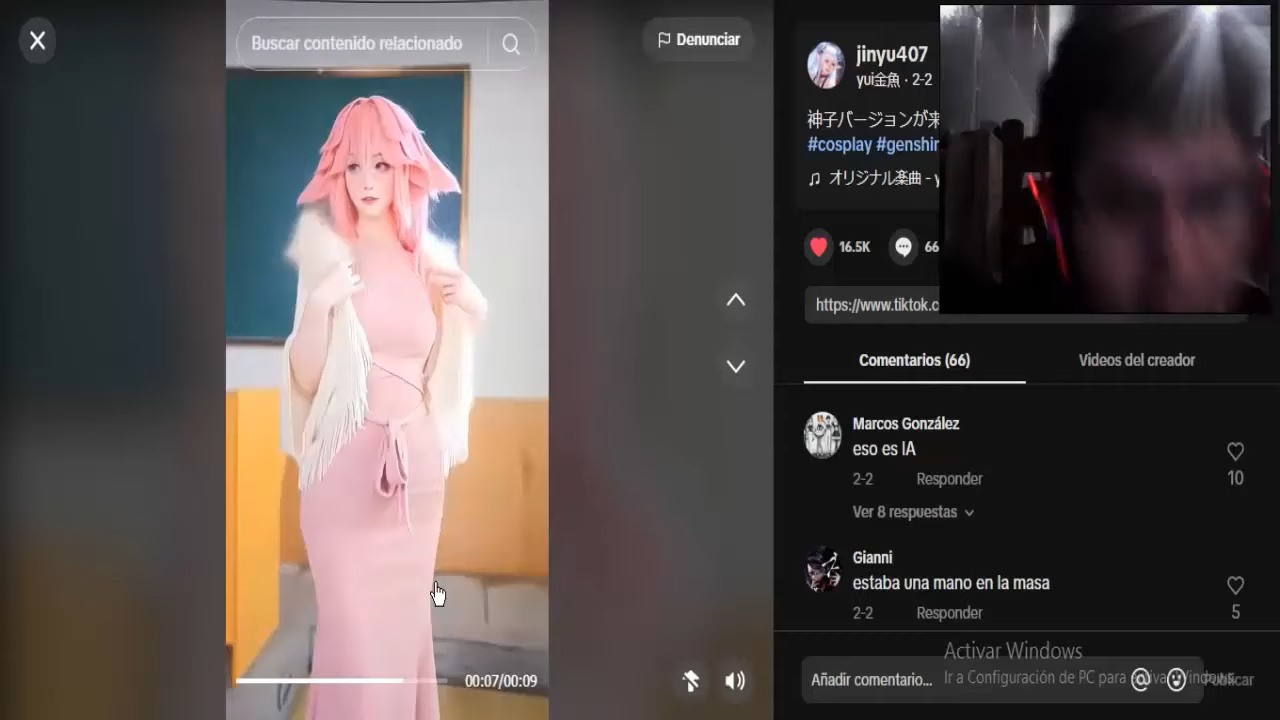 Buscar contenido relacionado
Denunciar
jinyu407
yui金魚 · 2-2
神子バージョンが来
#cosplay #genshin
♫ オリジナル楽曲 - y
16.5K
66
https://www.tiktok.c
Comentarios (66)
Videos del creador
Marcos González
eso es IA
10
2-2
Responder
Ver 8 respuestas
Gianni
estaba una mano en la masa
5
2-2
Responder
00:07/00:09
Activar Windows
Ir a Configuración de PC para activar Windows.
Añadir comentario...
Publicar